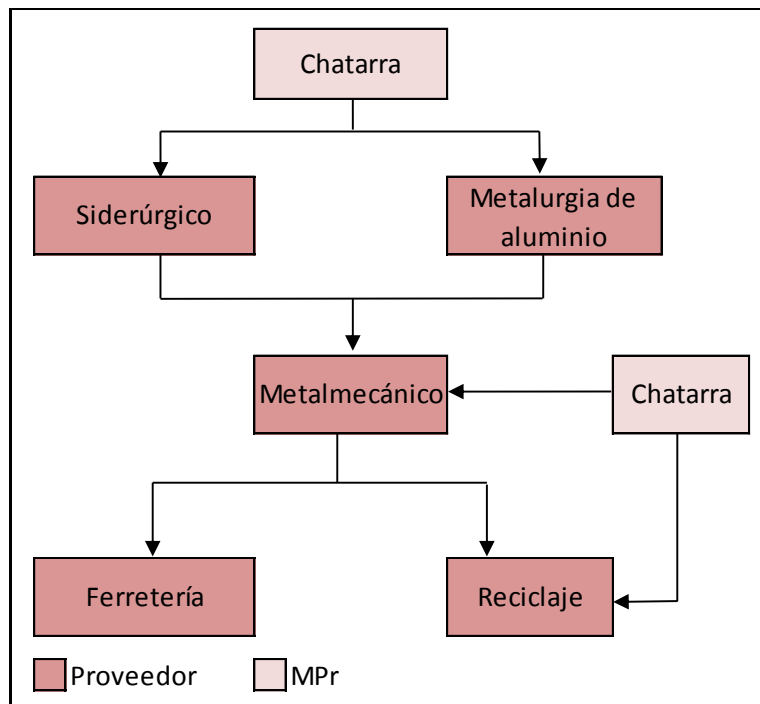 Chatarra
Siderúrgico
Metalurgia de
aluminio
Metalmecánico
Chatarra
Ferretería
Reciclaje
Proveedor
MPr